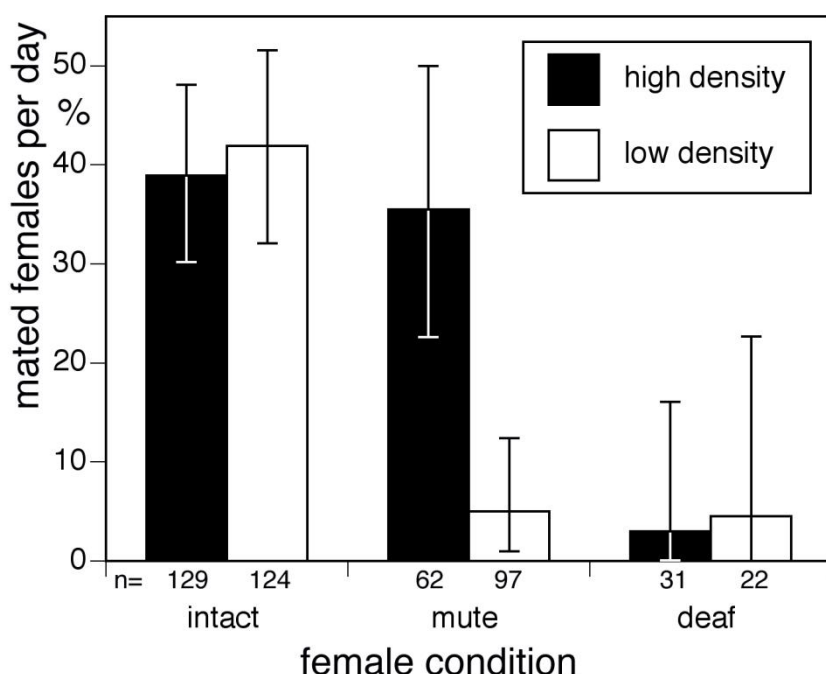 mated females per day
%
50
40
30
20
10
0
high density
low density
n= 129 124 62 97 31 22
intact mute deaf
female condition